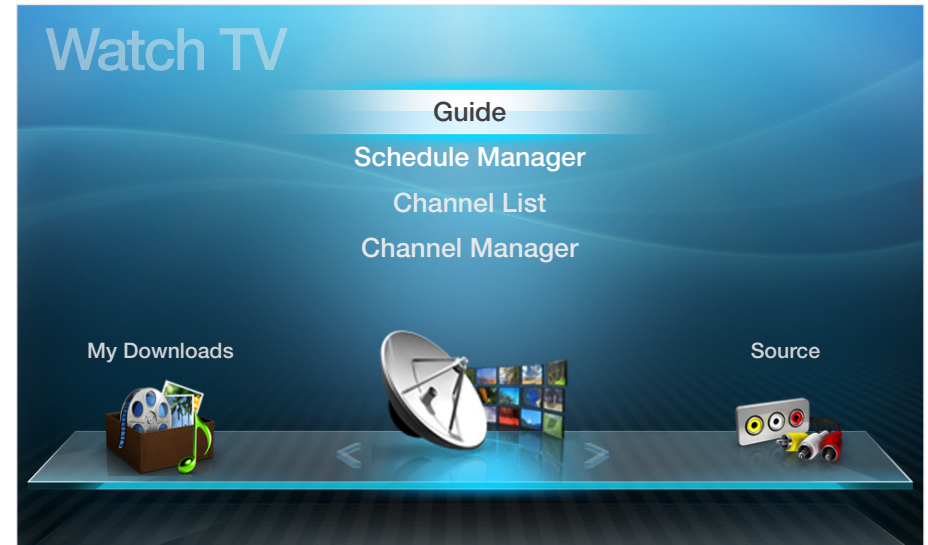 Watch TV
Guide
Schedule Manager
Channel List
Channel Manager
My Downloads
Source